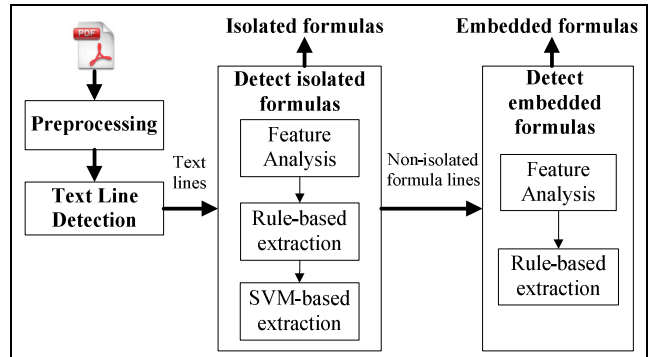 PDF
Preprocessing
Text Line
Detection
Text
lines
Isolated formulas
Detect isolated
formulas
Feature
Analysis
Rule-based
extraction
SVM-based
extraction
Non-isolated
formula lines
Embedded formulas
Detect
embedded
formulas
Feature
Analysis
Rule-based
extraction